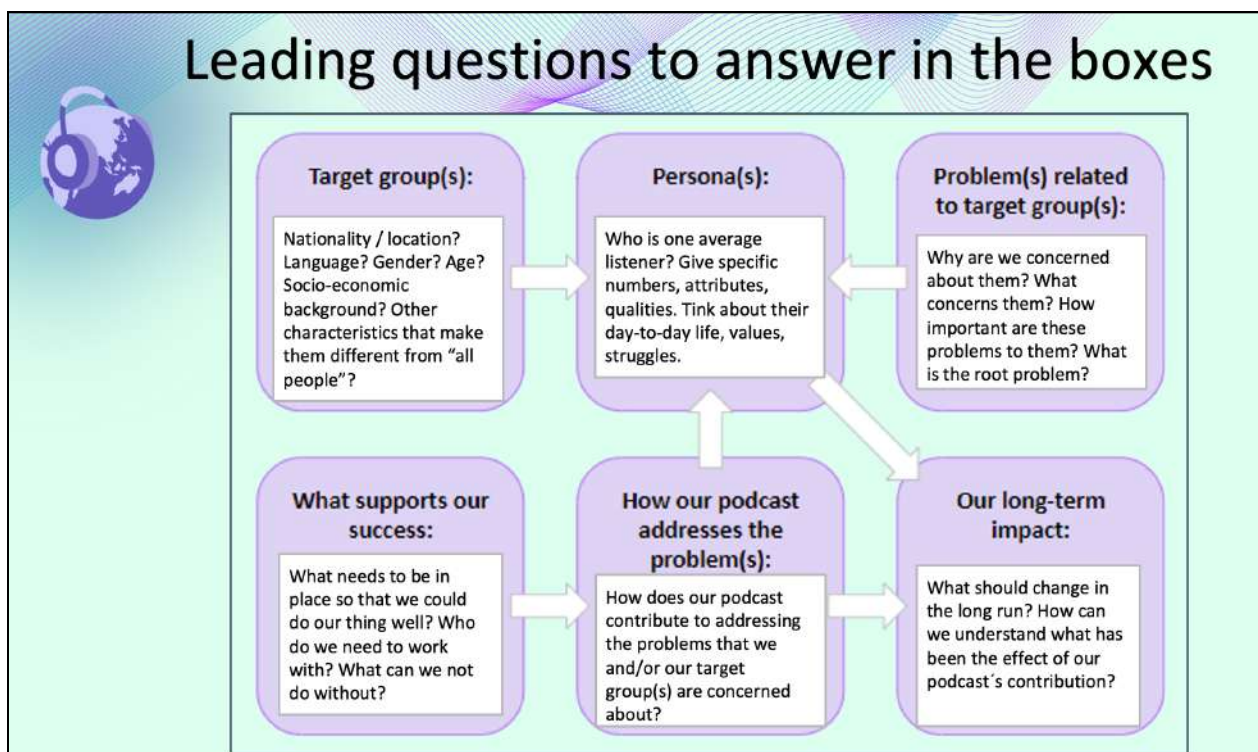 Leading questions to answer in the boxes
Target group(s):
Nationality / location?
Language? Gender? Age?
Socio-economic
background? Other
characteristics that make
them different from “all
people”?
Persona(s):
Who is one average
listener? Give specific
numbers, attributes,
qualities. Tink about their
day-to-day life, values,
struggles.
Problem(s) related
to target group(s):
Why are we concerned
about them? What
concerns them? How
important are these
problems to them? What
is the root problem?
What supports our
success:
What needs to be in
place so that we could
do our thing well? Who
do we need to work
with? What can we not
do without?
How our podcast
addresses the
problem(s):
How does our podcast
contribute to addressing
the problems that we
and/or our target
group(s) are concerned
about?
Our long-term
impact:
What should change in
the long run? How can
we understand what has
been the effect of our
podcast´s contribution?